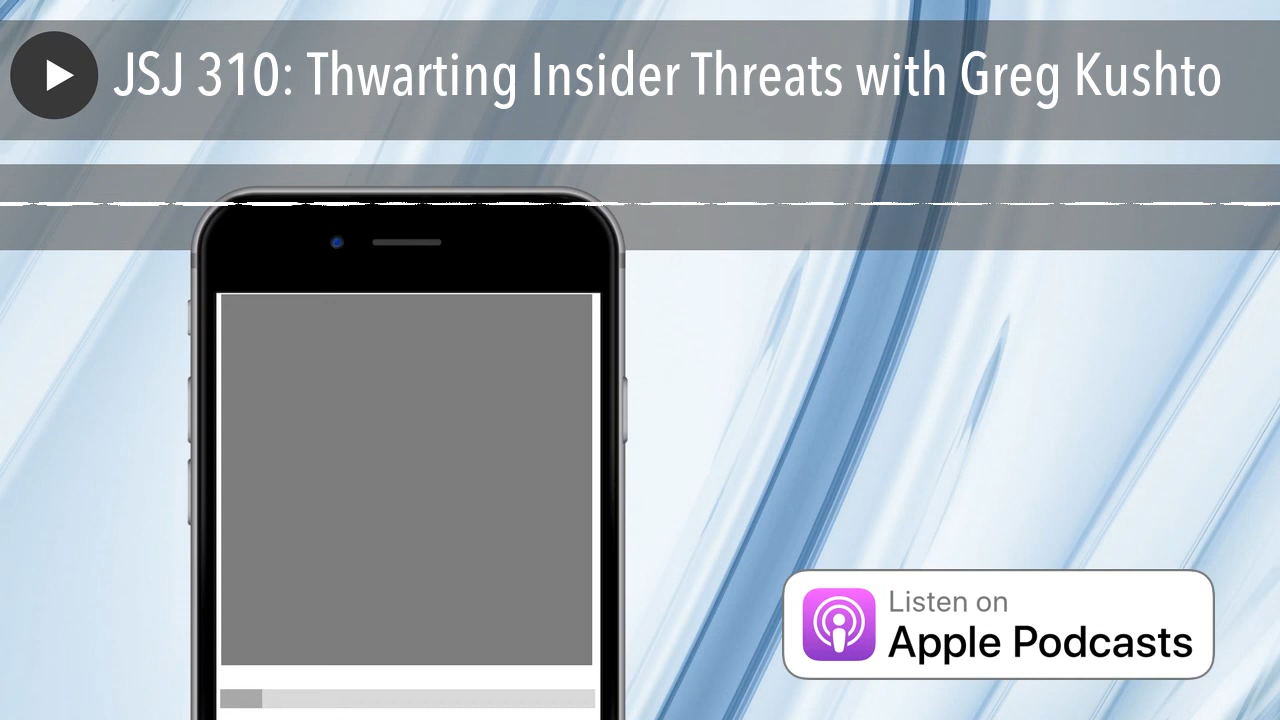 JSJ 310: Thwarting Insider Threats with Greg Kushto
Listen on
Apple Podcasts